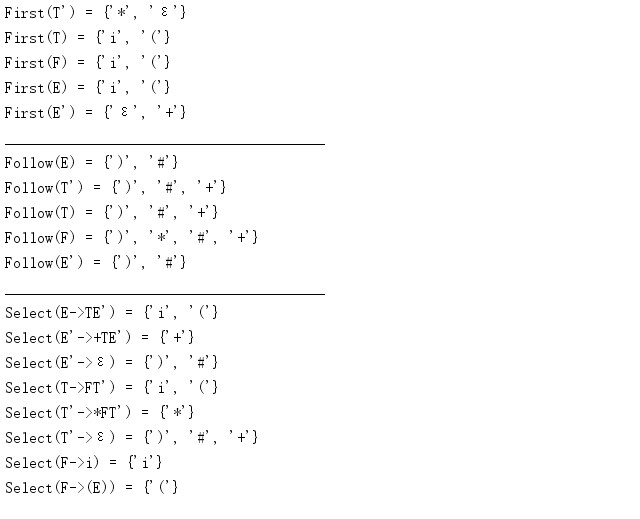 First(T') = {'*', 'ε'}
First(T) = {'i', '('}
First(F) = {'i', '('}
First(E) = {'i', '('}
First(E') = {'ε', '+'}
Follow(E) = {')', '#'}
Follow(T') = {')', '#', '+'}
Follow(T) = {')', '#', '+'}
Follow(F) = {')', '*', '#', '+'}
Follow(E') = {')', '#'}
Select(E->TE') = {'i', '('}
Select(E'->+TE') = {'+'}
Select(E'->ε) = {')', '#'}
Select(T->FT') = {'i', '('}
Select(T'->*FT') = {'*'}
Select(T'->ε) = {')', '#', '+'}
Select(F->i) = {'i'}
Select(F->(E)) = {'('}